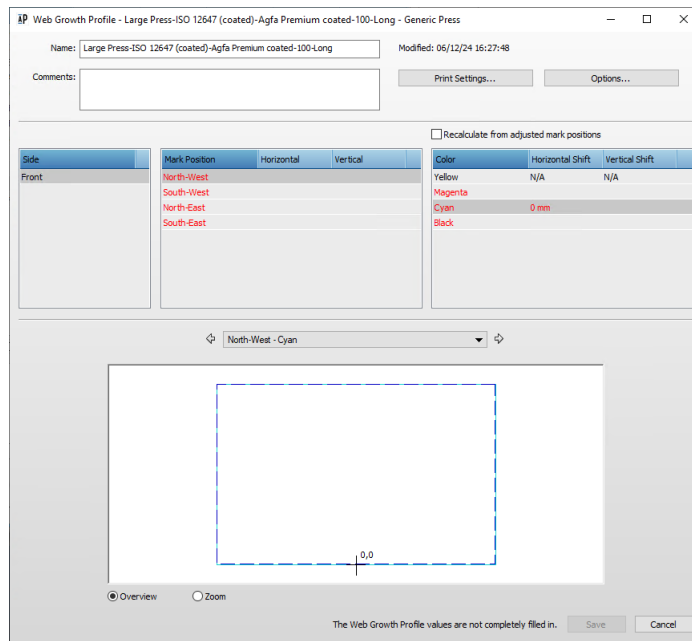 Web Growth Profile - Large Press-ISO 12647 (coated)-Agfa Premium coated-100-Long - Generic Press
Name: Large Press-ISO 12647 (coated)-Agfa Premium coated-100-Long Modified: 06/12/24 16:27:48
Comments: Print Settings... Options...
Recalculate from adjusted mark positions
Side Mark Position Horizontal Vertical Color Horizontal Shift Vertical Shift
Front North-West Yellow N/A N/A
South-West Magenta
North-East Cyan 0 mm
South-East Black
North-West - Cyan
0,0
Overview Zoom
The Web Growth Profile values are not completely filled in. Save Cancel